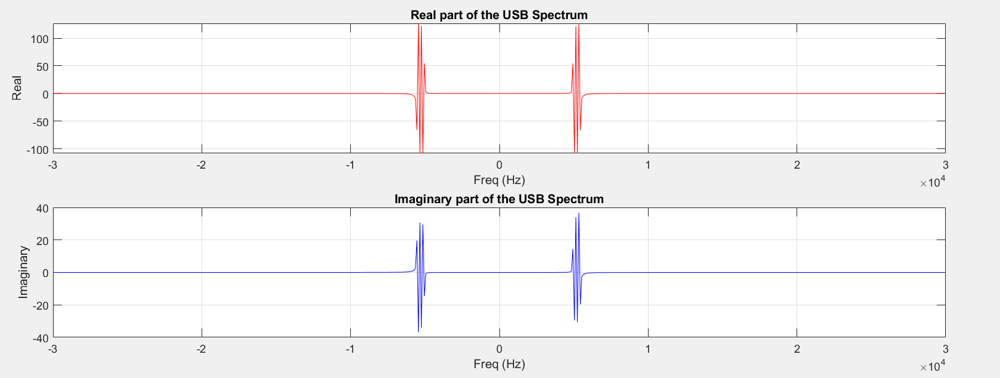 Real part of the USB Spectrum
100
50
0
-50
-100
Real
-3 -2 -1 0 1 2 3
Freq (Hz)
×10^4
Imaginary part of the USB Spectrum
40
20
0
-20
-40
Imaginary
-3 -2 -1 0 1 2 3
Freq (Hz)
×10^4